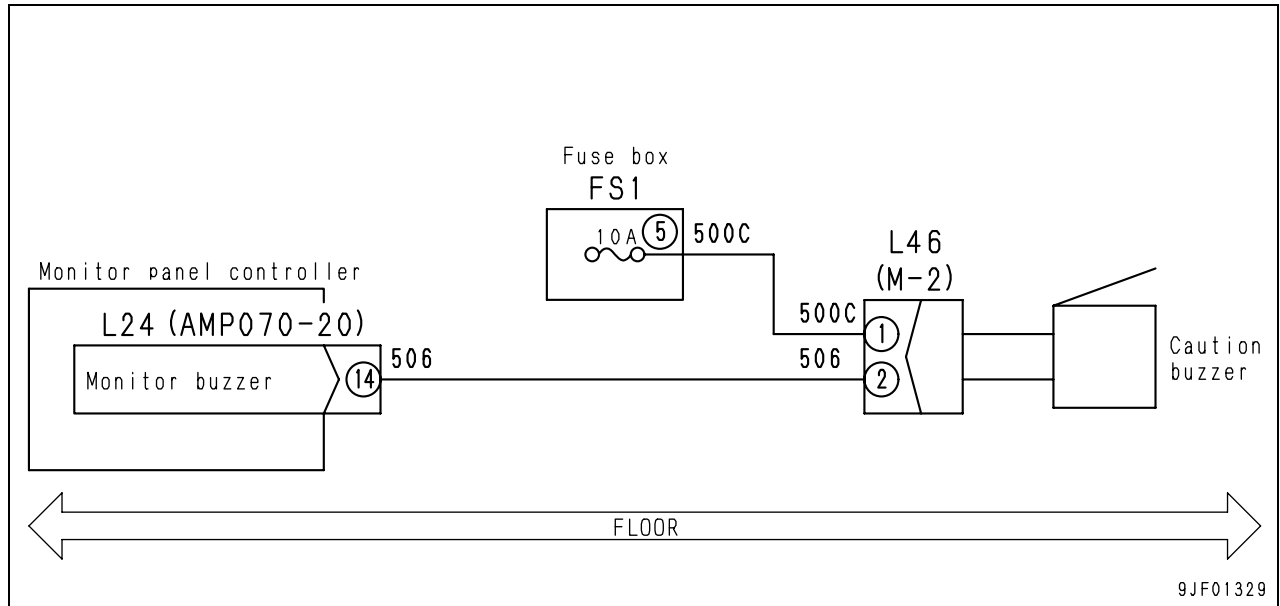 Fuse box
FS1
10A 5 500C
L46
(M-2)
Monitor panel controller
L24 (AMP070-20)
500C 1
Monitor buzzer 14 506
506 2
Caution
buzzer
FLOOR
9JF01329